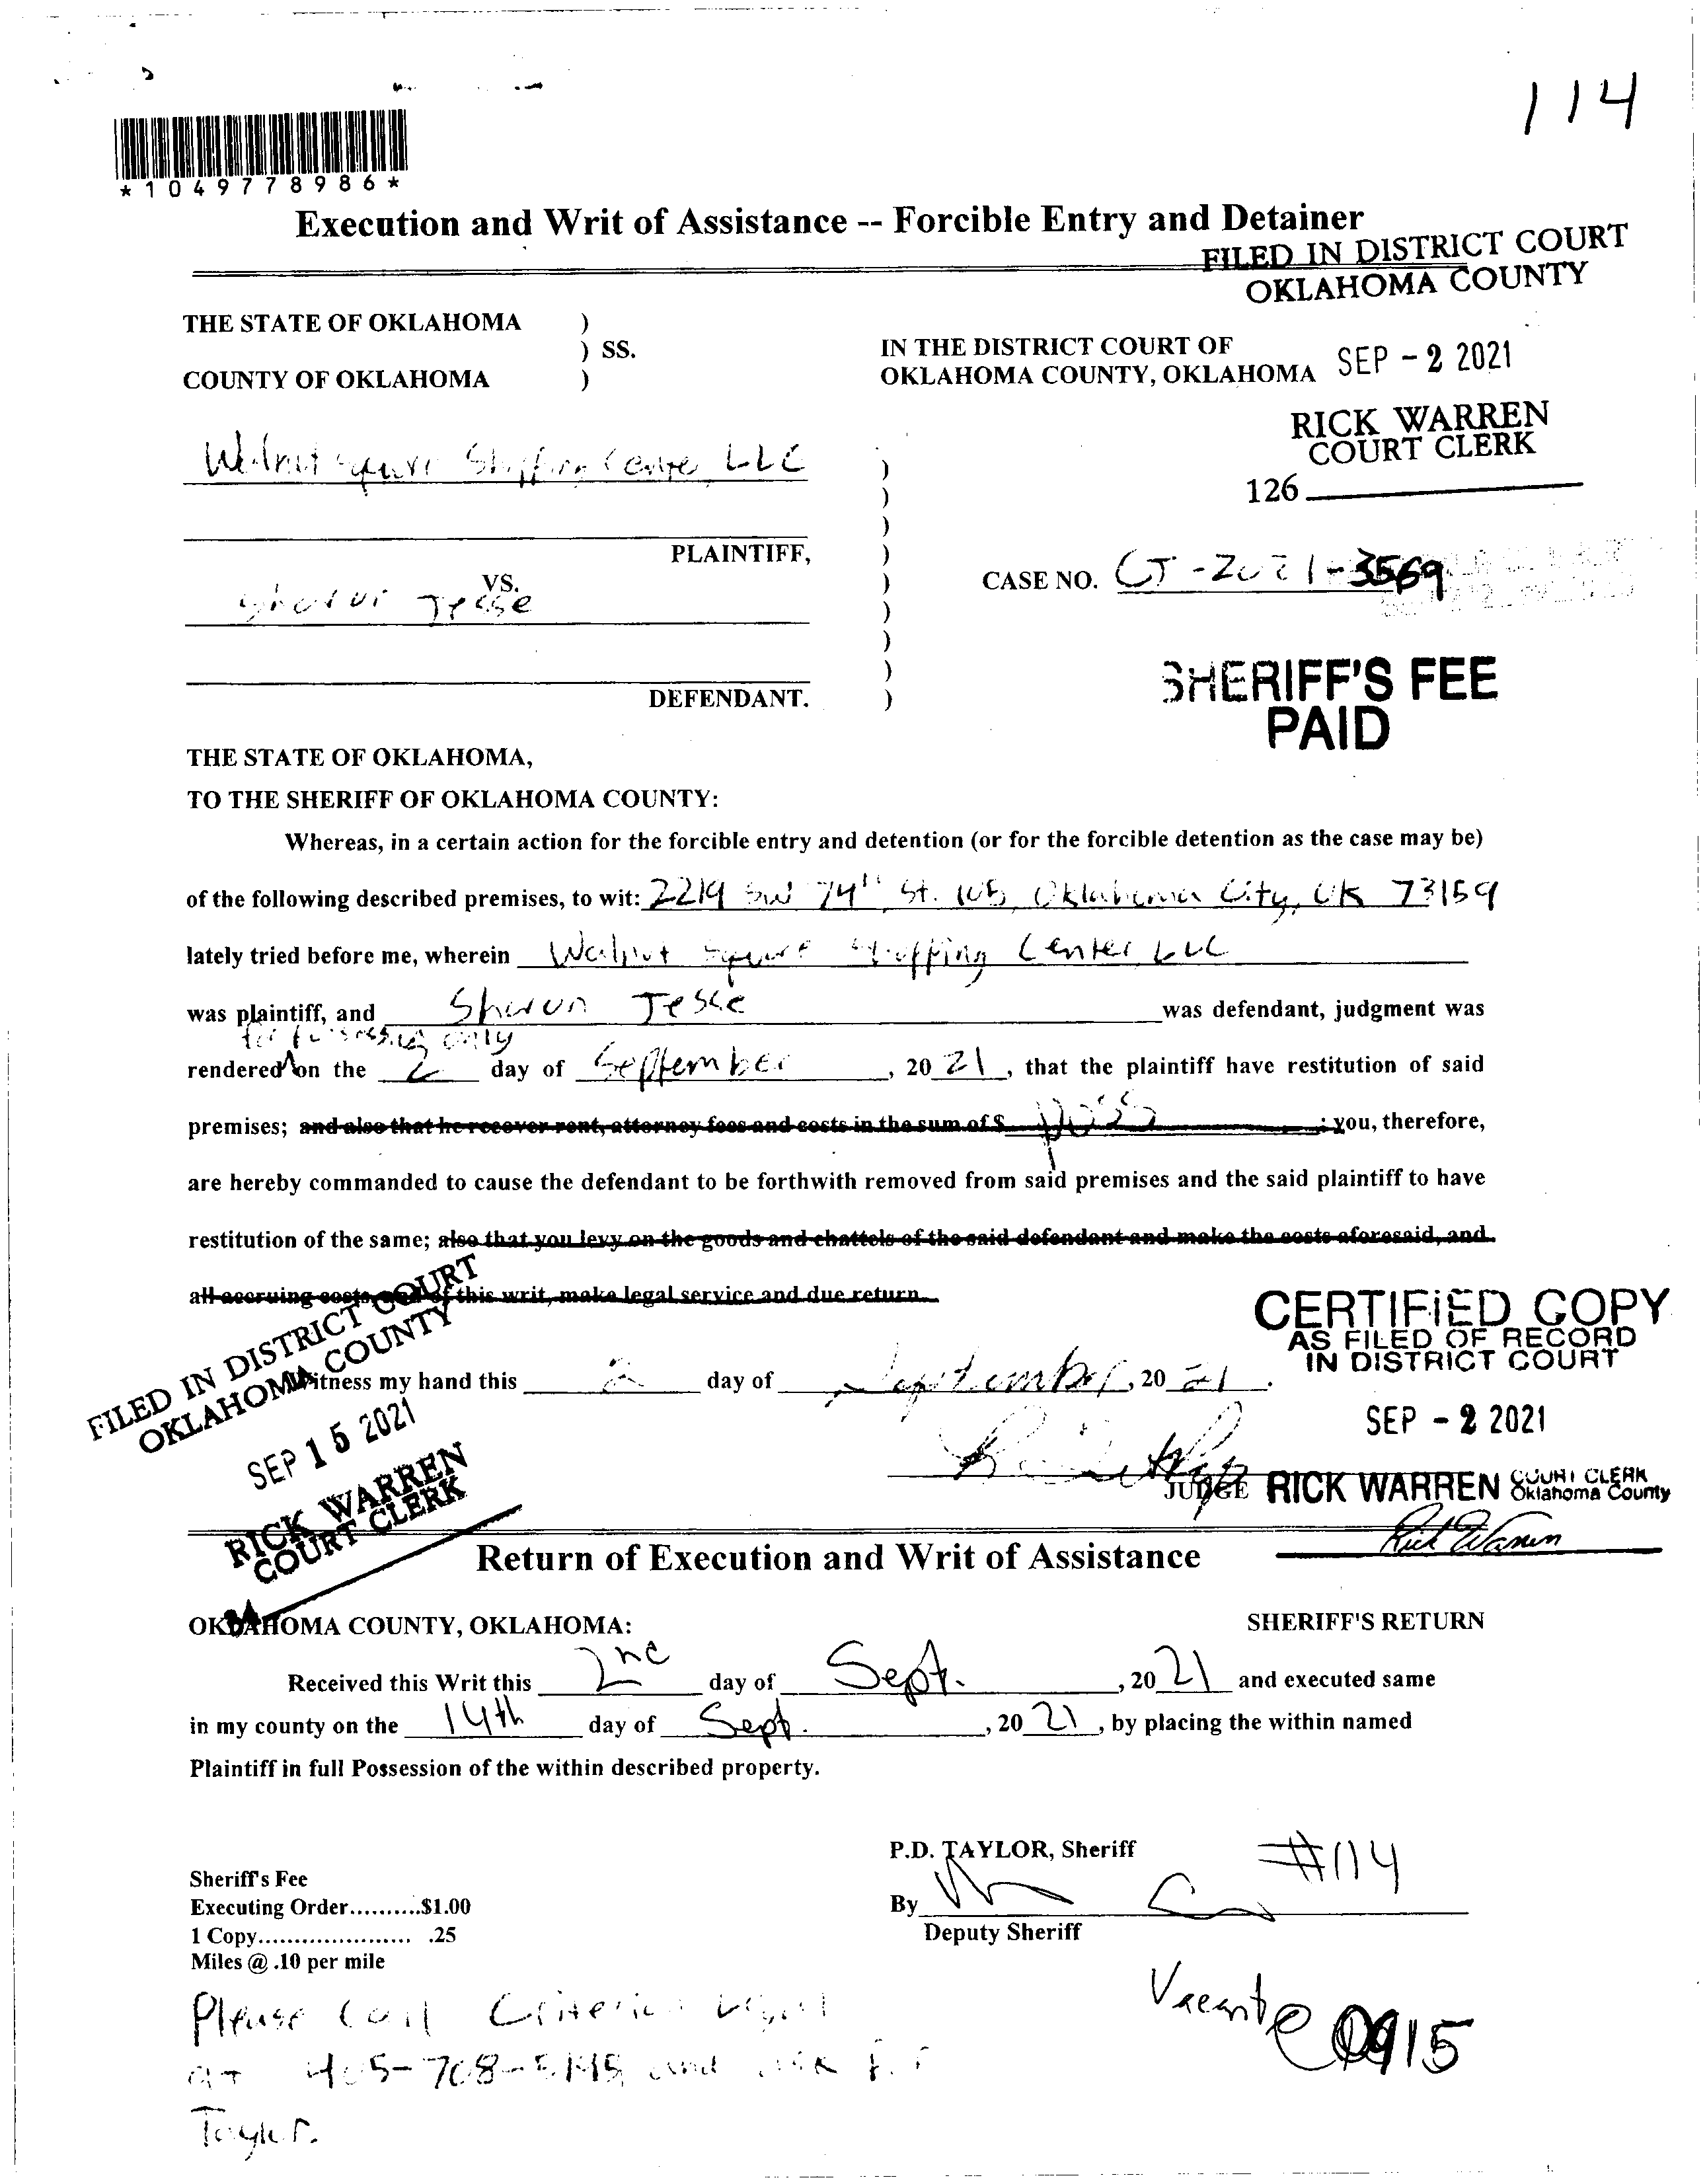 114
*1049778986*
Execution and Writ of Assistance -- Forcible Entry and Detainer
FILED IN DISTRICT COURT
OKLAHOMA COUNTY
THE STATE OF OKLAHOMA )
) SS.
COUNTY OF OKLAHOMA )
IN THE DISTRICT COURT OF
OKLAHOMA COUNTY, OKLAHOMA
SEP - 2 2021
RICK WARREN
COURT CLERK
126
Walnut Square Shopping Center, LLC
PLAINTIFF,
VS.
Sharon Jesse
DEFENDANT.
CASE NO. CJ-2021-3569
SHERIFF'S FEE
PAID
THE STATE OF OKLAHOMA,
TO THE SHERIFF OF OKLAHOMA COUNTY:
Whereas, in a certain action for the forcible entry and detention (or for the forcible detention as the case may be)
of the following described premises, to wit: 2219 SW 74th St. 105, Oklahoma City, OK 73159
lately tried before me, wherein Walnut Square Shopping Center, LLC
was plaintiff, and Sharon Jesse was defendant, judgment was
only
rendered on the 2 day of September, 2021, that the plaintiff have restitution of said
premises; and also that he recover rent, attorney fees and costs in the sum of $ ; you, therefore,
are hereby commanded to cause the defendant to be forthwith removed from said premises and the said plaintiff to have
restitution of the same; also that you levy on the goods and chattels of the said defendant and make the costs aforesaid, and
all accruing costs, and of this writ, make legal service and due return.
FILED IN DISTRICT COURT
OKLAHOMA COUNTY
SEP 15 2021
RICK WARREN
COURT CLERK
34
Witness my hand this 2 day of September, 2021.
JUDGE
CERTIFIED COPY
AS FILED OF RECORD
IN DISTRICT COURT
SEP - 2 2021
RICK WARREN COURT CLERK
Oklahoma County
Rick Warren
Return of Execution and Writ of Assistance
OKLAHOMA COUNTY, OKLAHOMA:
SHERIFF'S RETURN
Received this Writ this 2nd day of Sept., 2021 and executed same
in my county on the 14th day of Sept., 2021, by placing the within named
Plaintiff in full Possession of the within described property.
P.D. TAYLOR, Sheriff
#114
By
Deputy Sheriff
Sheriff's Fee
Executing Order..........$1.00
1 Copy..................... .25
Miles @ .10 per mile
Vacant @ 0915
Please call Criterion Legal
at 405-708- and ask for
Taylor.